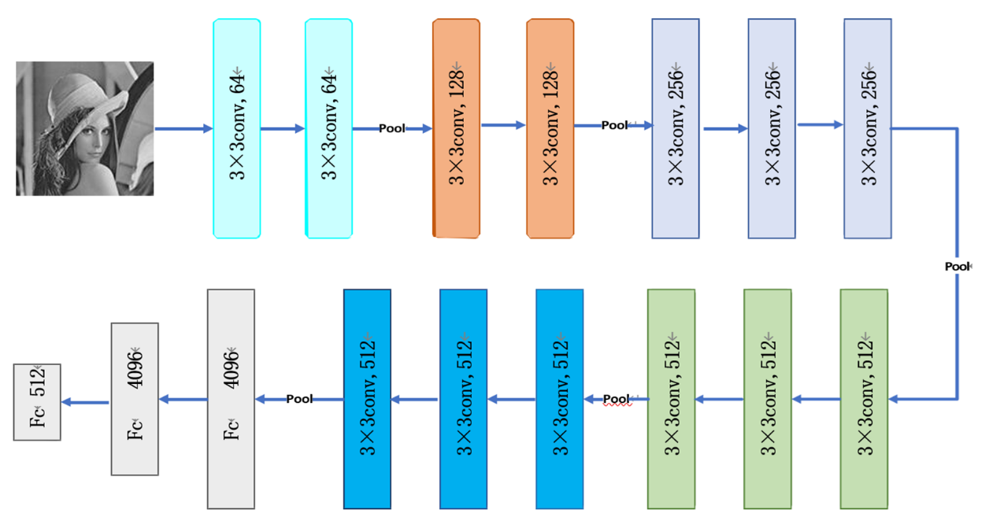 3×3conv, 64
3×3conv, 64
Pool
3×3conv, 128
3×3conv, 128
Pool
3×3conv, 256
3×3conv, 256
3×3conv, 256
Pool
3×3conv, 512
3×3conv, 512
3×3conv, 512
Pool
3×3conv, 512
3×3conv, 512
3×3conv, 512
Pool
Fc 4096
Fc 4096
Fc 512